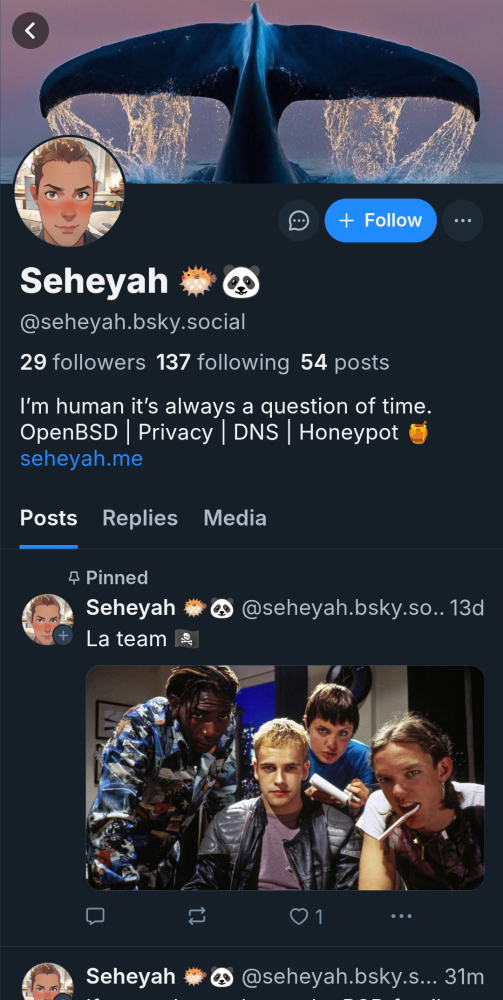 Follow
Seheyah 🐡🐼
@seheyah.bsky.social
29 followers 137 following 54 posts
I’m human it’s always a question of time.
OpenBSD | Privacy | DNS | Honeypot 🍯
seheyah.me
Posts Replies Media
Pinned
Seheyah 🐡🐼 @seheyah.bsky.so.. 13d
La team 🏴‍☠️
1
Seheyah 🐡🐼 @seheyah.bsky.s... 31m